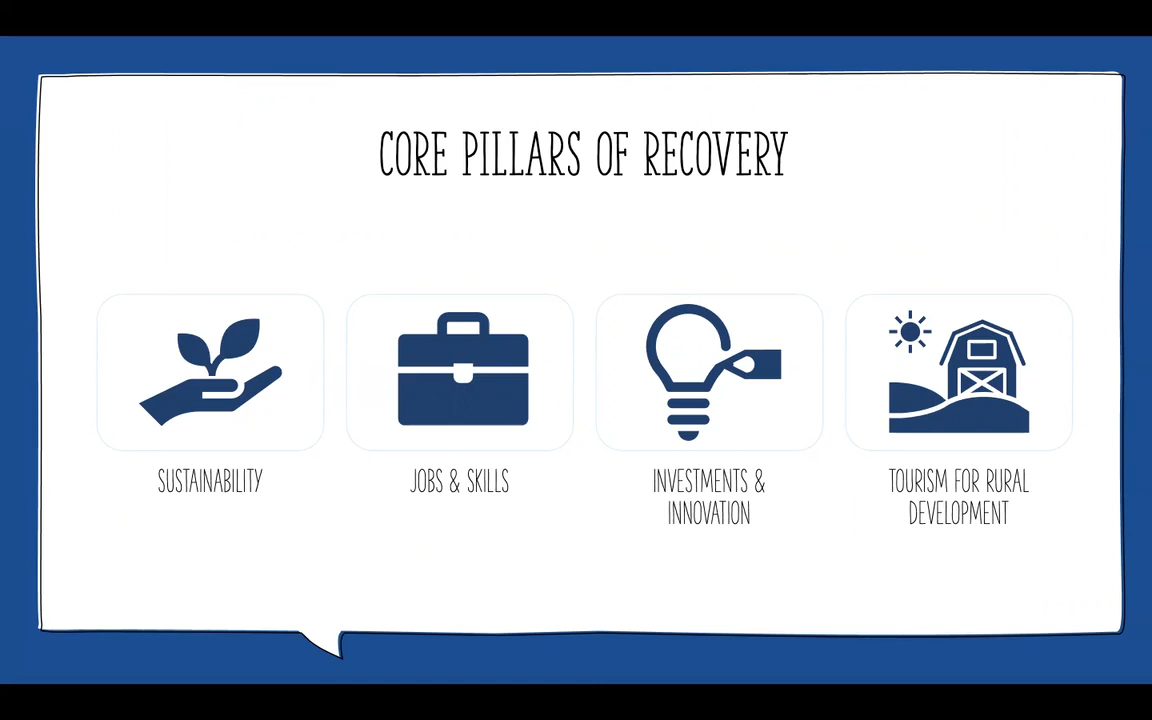 CORE PILLARS OF RECOVERY
SUSTAINABILITY
JOBS & SKILLS
INVESTMENTS &
INNOVATION
TOURISM FOR RURAL
DEVELOPMENT